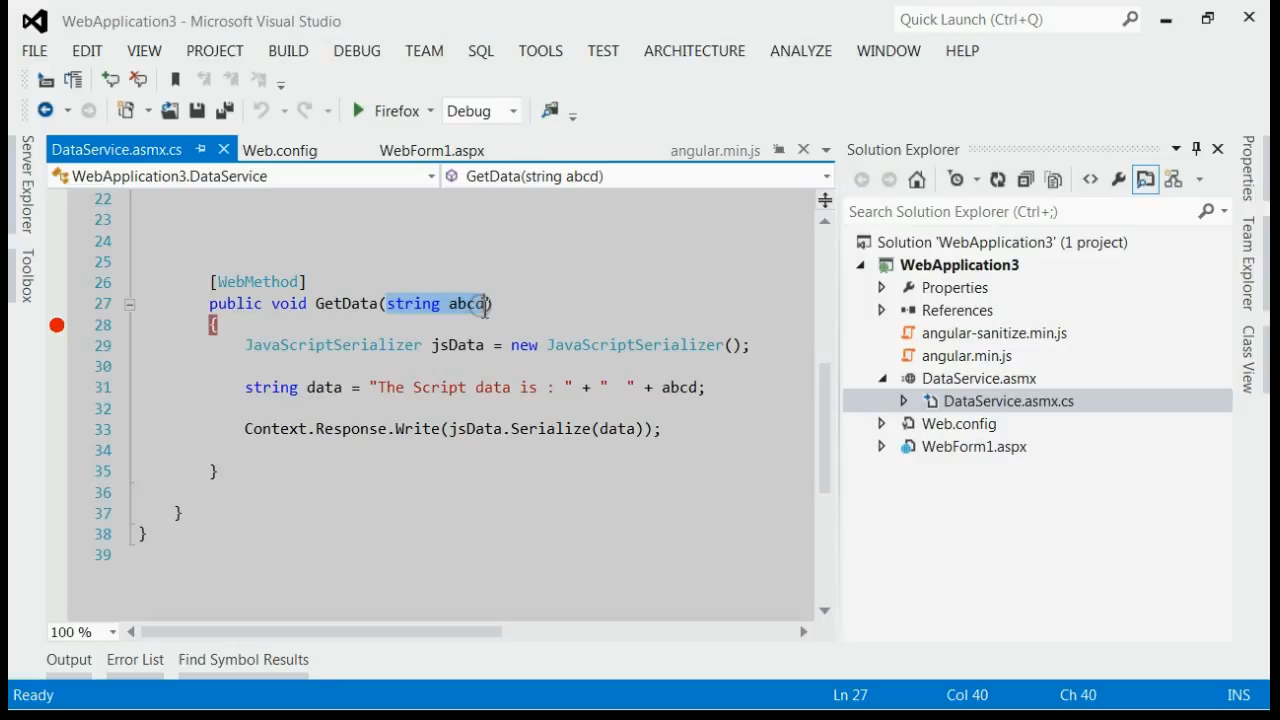 WebApplication3 - Microsoft Visual Studio
Quick Launch (Ctrl+Q)
FILE EDIT VIEW PROJECT BUILD DEBUG TEAM SQL TOOLS TEST ARCHITECTURE ANALYZE WINDOW HELP
Firefox Debug
Server Explorer
Toolbox
DataService.asmx.cs Web.config WebForm1.aspx angular.min.js
WebApplication3.DataService GetData(string abcd)
22
23
24
25
26 [WebMethod]
27 public void GetData(string abcd)
28 {
29 JavaScriptSerializer jsData = new JavaScriptSerializer();
30
31 string data = "The Script data is : " + "  " + abcd;
32
33 Context.Response.Write(jsData.Serialize(data));
34
35 }
36
37 }
38 }
39
100 %
Solution Explorer
Search Solution Explorer (Ctrl+;)
Solution 'WebApplication3' (1 project)
WebApplication3
Properties
References
angular-sanitize.min.js
angular.min.js
DataService.asmx
DataService.asmx.cs
Web.config
WebForm1.aspx
Properties
Team Explorer
Class View
Output Error List Find Symbol Results
Ready Ln 27 Col 40 Ch 40 INS